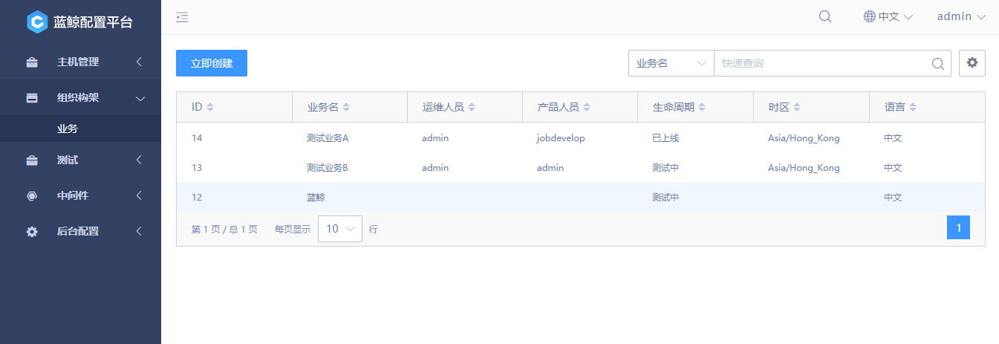 蓝鲸配置平台
中文 admin
主机管理
组织构架
业务
测试
中间件
后台配置
立即创建 业务名 快速查询
ID 业务名 运维人员 产品人员 生命周期 时区 语言
14 测试业务A admin jobdevelop 已上线 Asia/Hong_Kong 中文
13 测试业务B admin admin 测试中 Asia/Hong_Kong 中文
12 蓝鲸 测试中 中文
第 1 页 / 总 1 页 每页显示 10 行 1